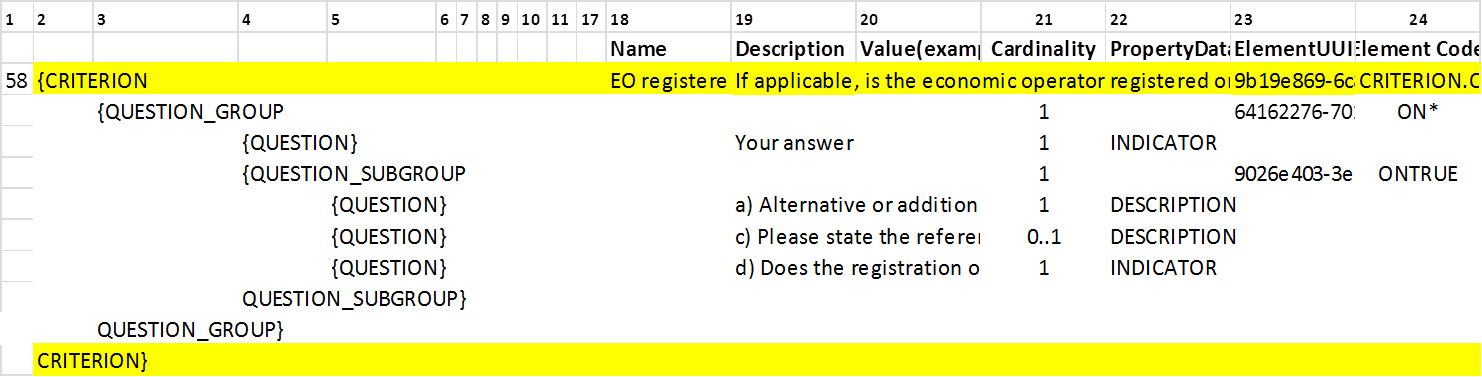 1 2 3 4 5 6 7 8 9 10 11 17 18 19 20 21 22 23 24
Name Description Value(examp Cardinality PropertyData ElementUUI Element Code
58 {CRITERION EO registere If applicable, is the economic operator registered or 9b19e869-6c CRITERION.C
{QUESTION_GROUP 1 64162276-70 ON*
{QUESTION} Your answer 1 INDICATOR
{QUESTION_SUBGROUP 1 9026e403-3e ONTRUE
{QUESTION} a) Alternative or addition 1 DESCRIPTION
{QUESTION} c) Please state the refere 0..1 DESCRIPTION
{QUESTION} d) Does the registration o 1 INDICATOR
QUESTION_SUBGROUP}
QUESTION_GROUP}
CRITERION}